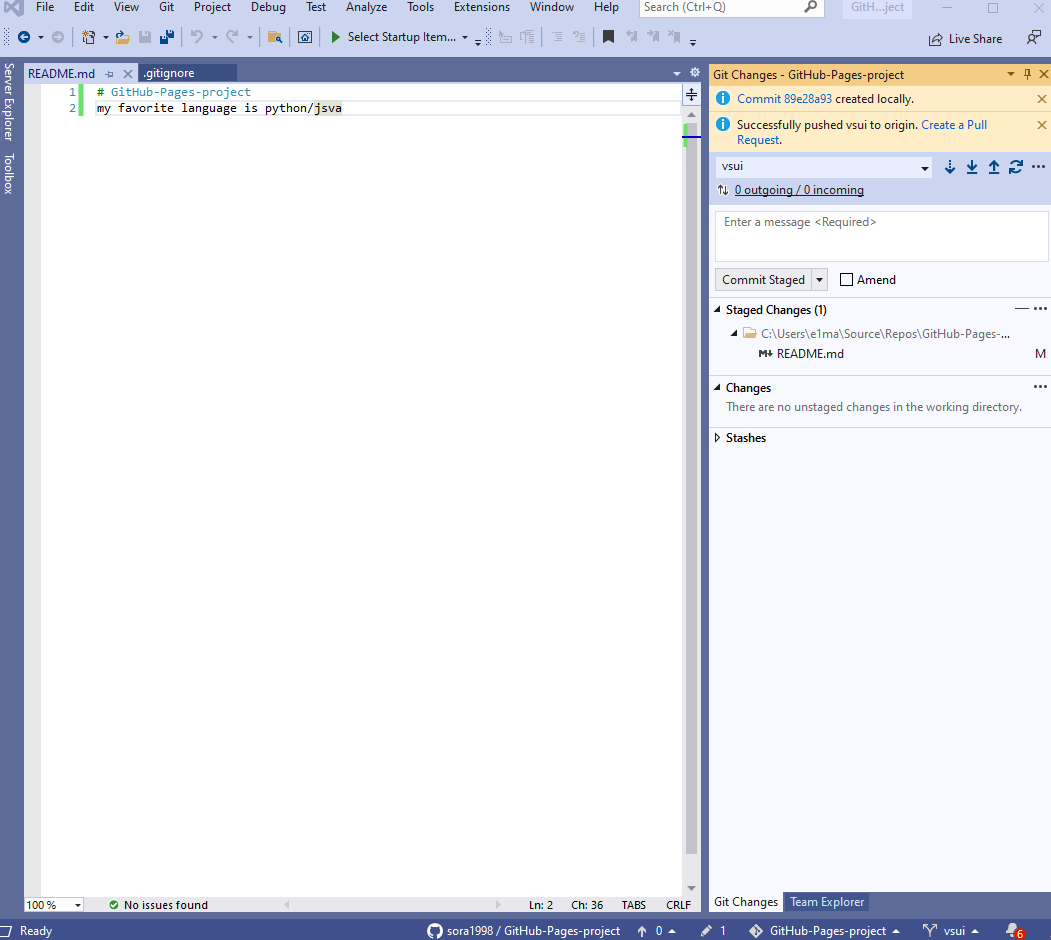 File Edit View Git Project Debug Test Analyze Tools Extensions Window Help Search (Ctrl+Q) GitH...ject
Select Startup Item... Live Share
Server Explorer
Toolbox
README.md .gitignore
1 # GitHub-Pages-project
2 my favorite language is python/jsva
100 % No issues found Ln: 2 Ch: 36 TABS CRLF
Git Changes - GitHub-Pages-project
Commit 89e28a93 created locally.
Successfully pushed vsui to origin. Create a Pull
Request.
vsui
0 outgoing / 0 incoming
Enter a message <Required>
Commit Staged Amend
Staged Changes (1)
C:\Users\e1ma\Source\Repos\GitHub-Pages-...
M README.md M
Changes
There are no unstaged changes in the working directory.
Stashes
Git Changes Team Explorer
Ready sora1998 / GitHub-Pages-project 0 1 GitHub-Pages-project vsui 6